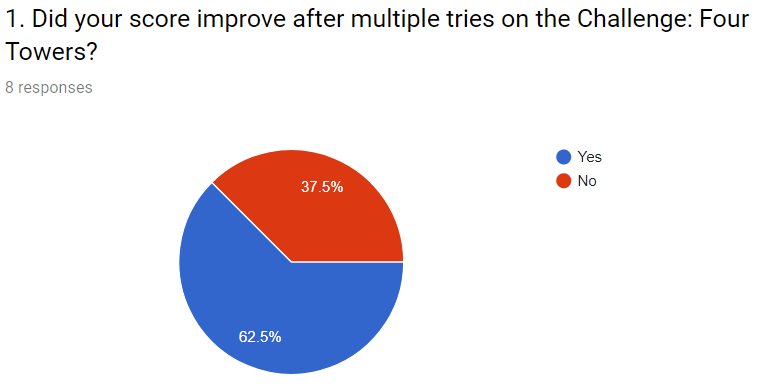 1. Did your score improve after multiple tries on the Challenge: Four
Towers?
8 responses
Yes
No
37.5%
62.5%